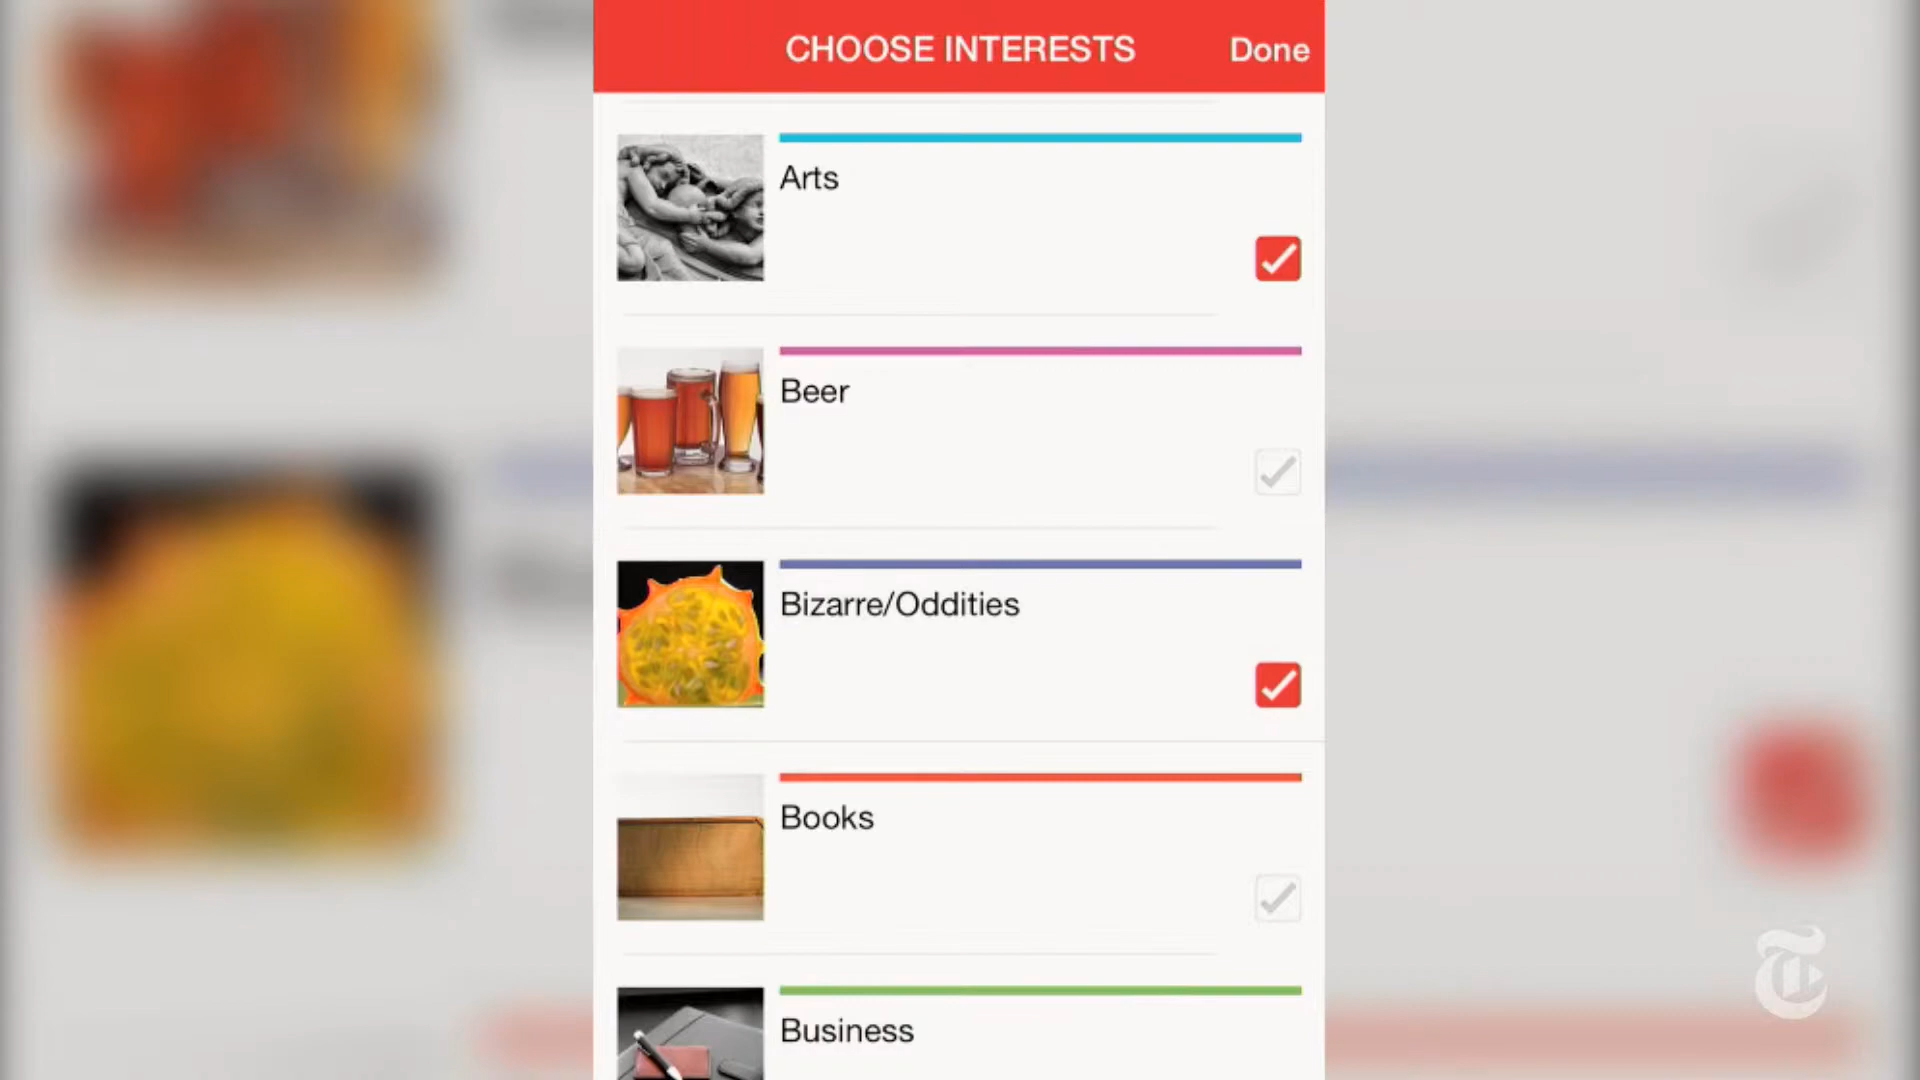 CHOOSE INTERESTS
Done
Arts
Beer
Bizarre/Oddities
Books
Business